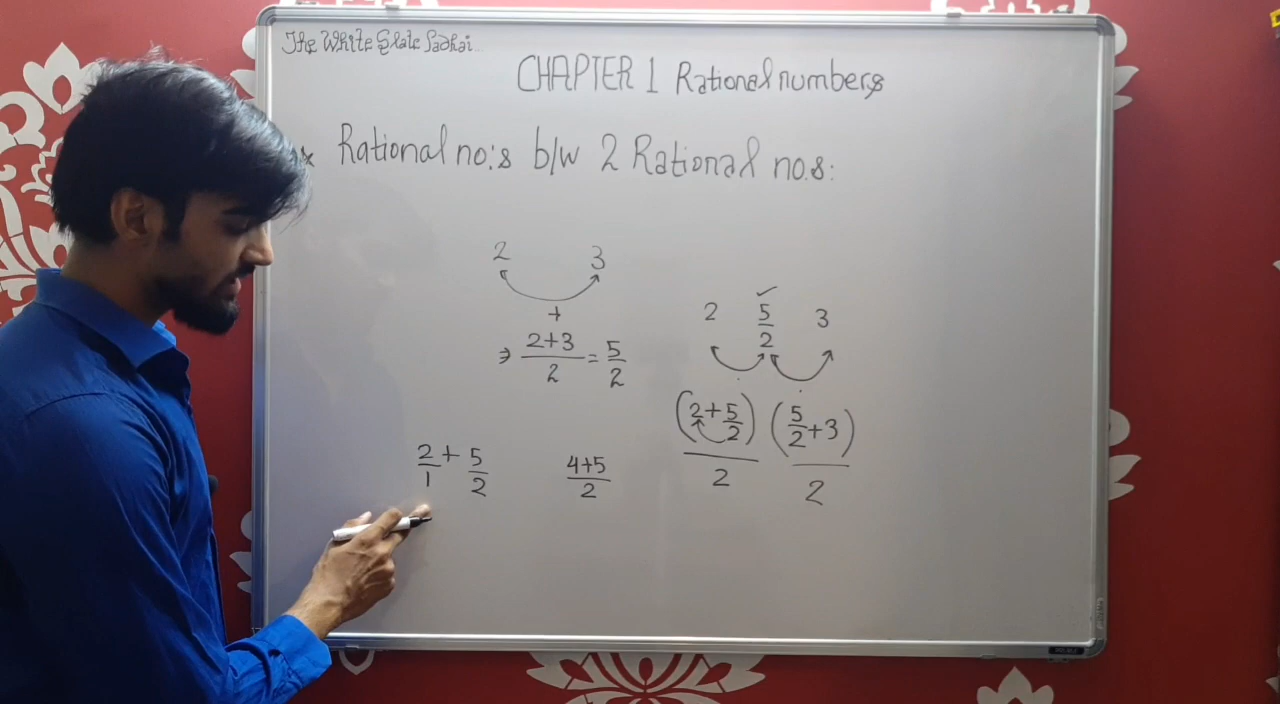 The White Slate Padhai
CHAPTER 1 Rational numbers
* Rational no:s b/w 2 Rational no.s:
2 3
+
⇒ (2+3)/2 = 5/2
2 5/2 ✓ 3
(2+5/2)/2 (5/2+3)/2
2/1 + 5/2 (4+5)/2